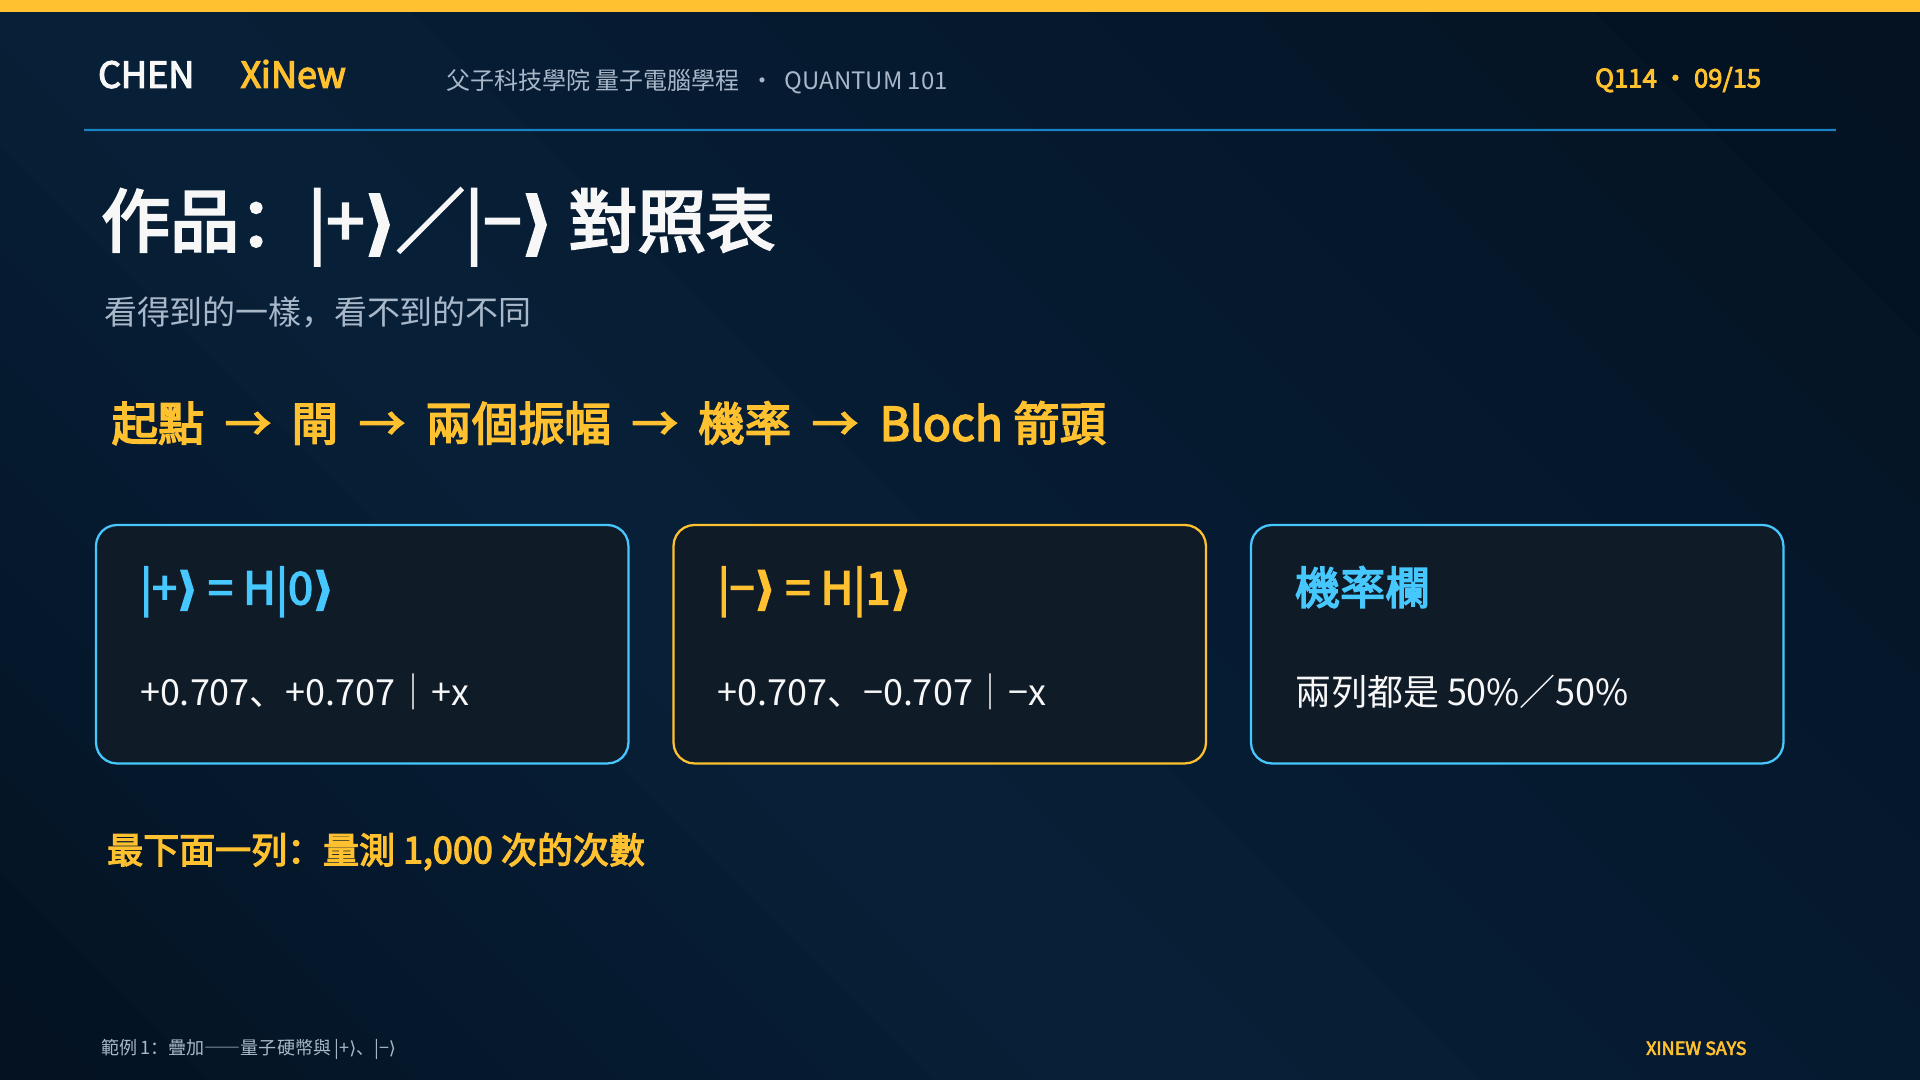 CHEN XiNew 父子科技學院 量子電腦學程 · QUANTUM 101 Q114 · 09/15
作品：|+⟩／|−⟩ 對照表
看得到的一樣，看不到的不同
起點 → 閘 → 兩個振幅 → 機率 → Bloch 箭頭
|+⟩ = H|0⟩
+0.707、+0.707｜+x
|−⟩ = H|1⟩
+0.707、−0.707｜−x
機率欄
兩列都是 50%／50%
最下面一列：量測 1,000 次的次數
範例 1：疊加——量子硬幣與 |+⟩、|−⟩
XINEW SAYS